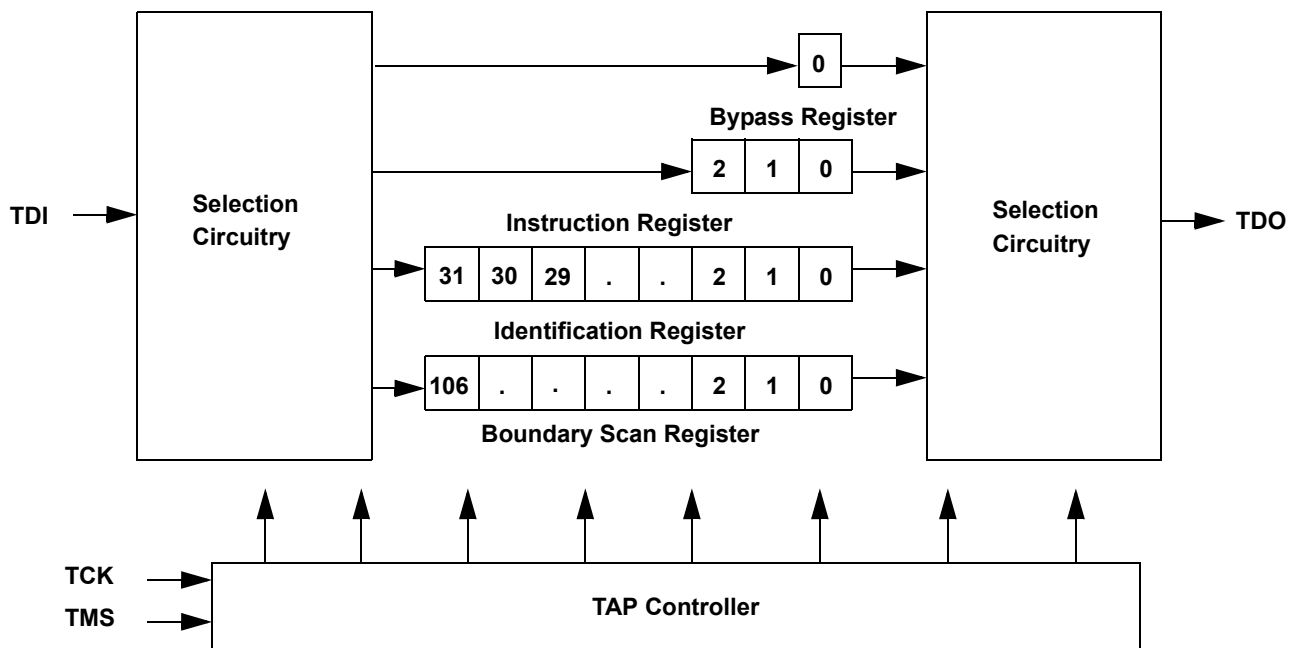 0
Bypass Register
2 1 0
TDI
Selection
Circuitry
Instruction Register
31 30 29 . . 2 1 0
Identification Register
106 . . . . 2 1 0
Boundary Scan Register
Selection
Circuitry
TDO
TCK
TMS
TAP Controller